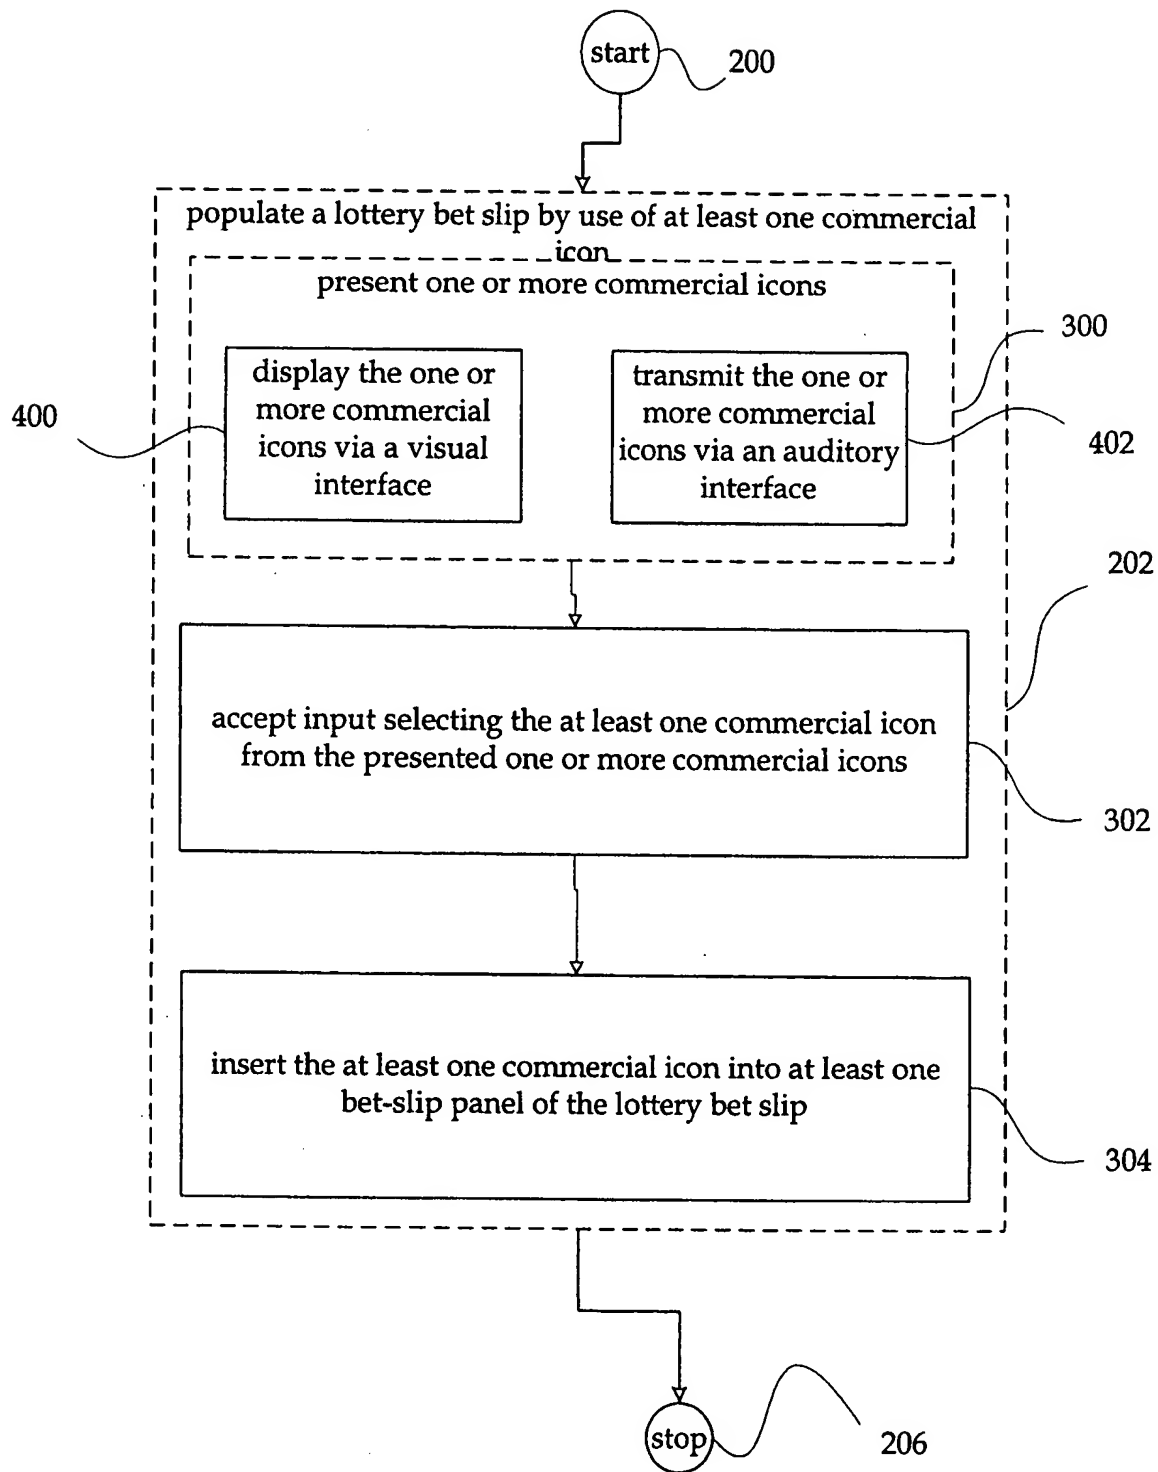 start
200
populate a lottery bet slip by use of at least one commercial
icon
present one or more commercial icons
300
display the one or
more commercial
icons via a visual
interface
400
transmit the one or
more commercial
icons via an auditory
interface
402
202
accept input selecting the at least one commercial icon
from the presented one or more commercial icons
302
insert the at least one commercial icon into at least one
bet-slip panel of the lottery bet slip
304
stop
206